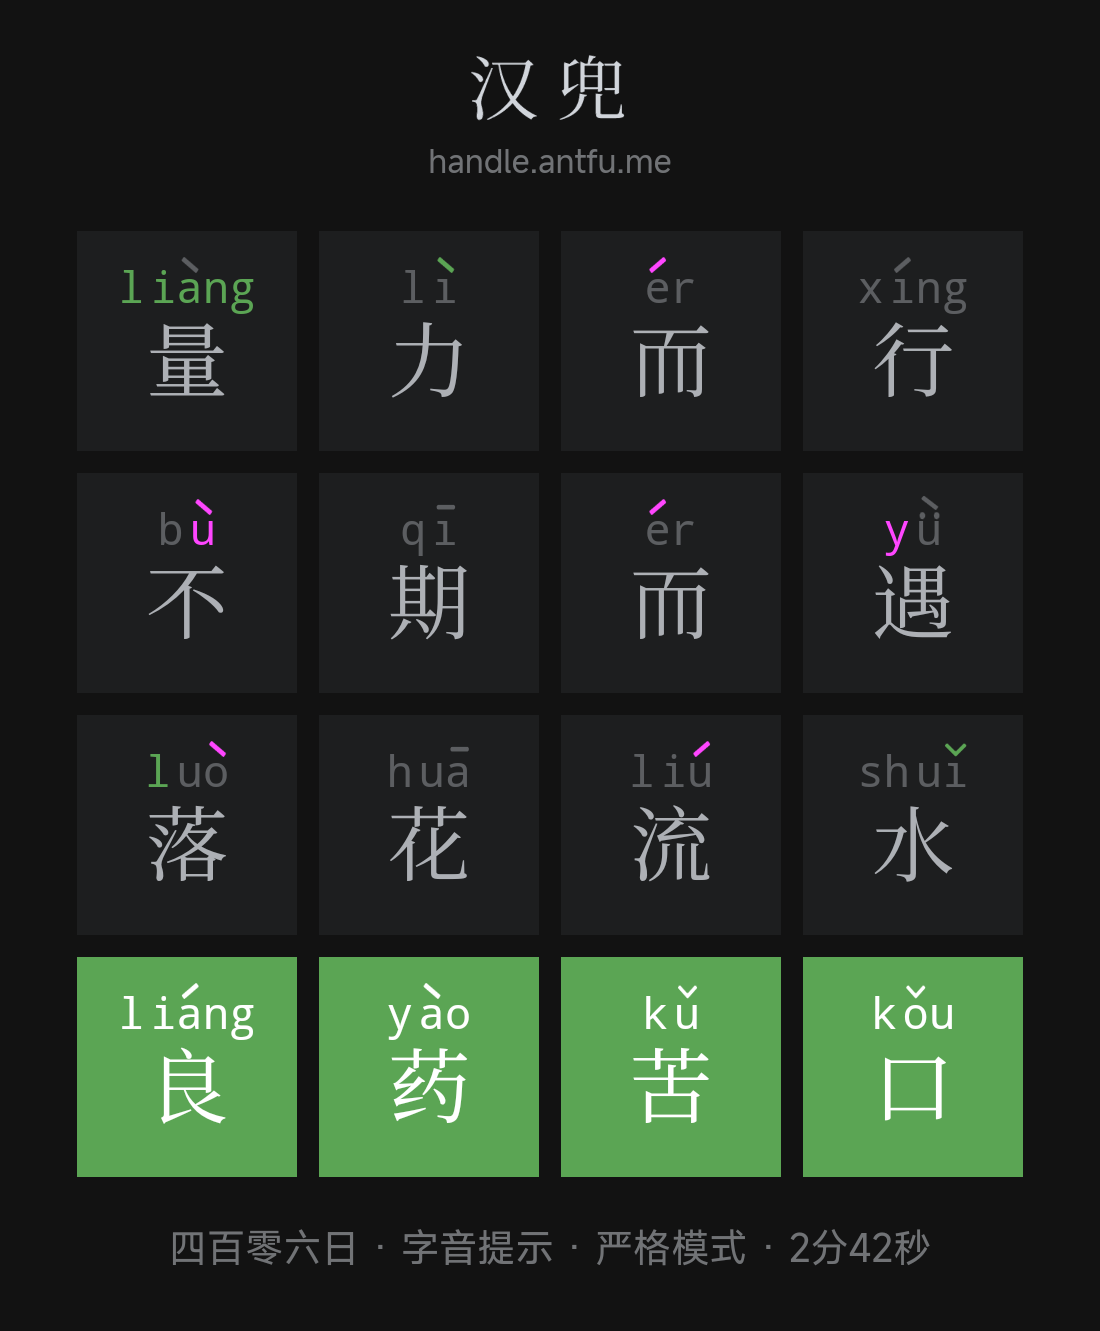 汉兜
handle.antfu.me
liàng lì ér xíng
量 力 而 行
bù qī ér yǜ
不 期 而 遇
luò huā liú shuǐ
落 花 流 水
liáng yào kǔ kǒu
良 药 苦 口
四百零六日 · 字音提示 · 严格模式 · 2分42秒